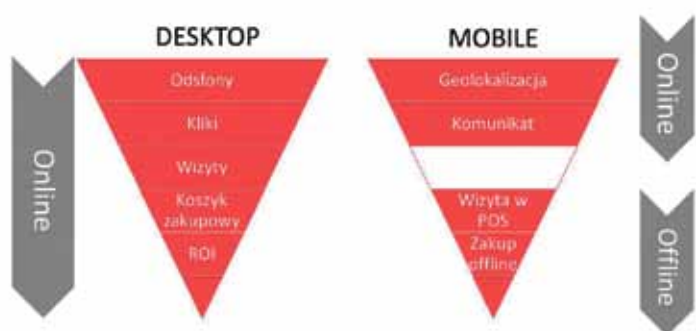 DESKTOP
MOBILE
Online
Odsłony
Kliki
Wizyty
Koszyk
zakupowy
ROI
Geolokalizacja
Komunikat
Wizyta w
POS
Zakup
offline
Online
Offline